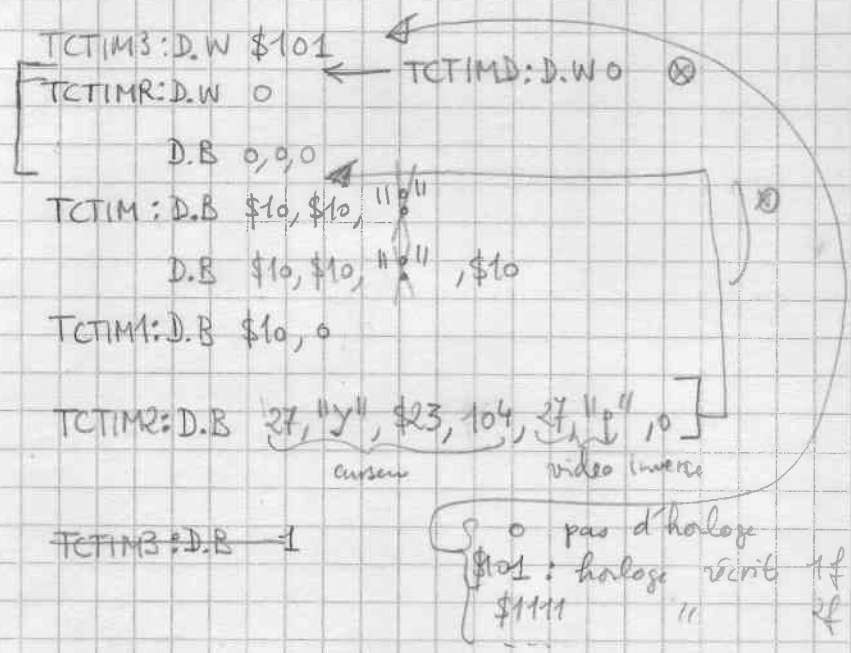 TCTIM3:D.W $101
TCTIMR:D.W 0 TCTIMD:D.W 0 ⊗
D.B 0,0,0
TCTIM: D.B $10,$10,":" ⊗
D.B $10,$10,":" ,$10
TCTIM1:D.B $10,0
TCTIM2:D.B 27,"Y",$23,104,27,"p",0
curseur vidéo inverse
TCTIM3:D.B 1
0 pas d'horloge
$101 : horloge écrit 1f
$1111 " 2f